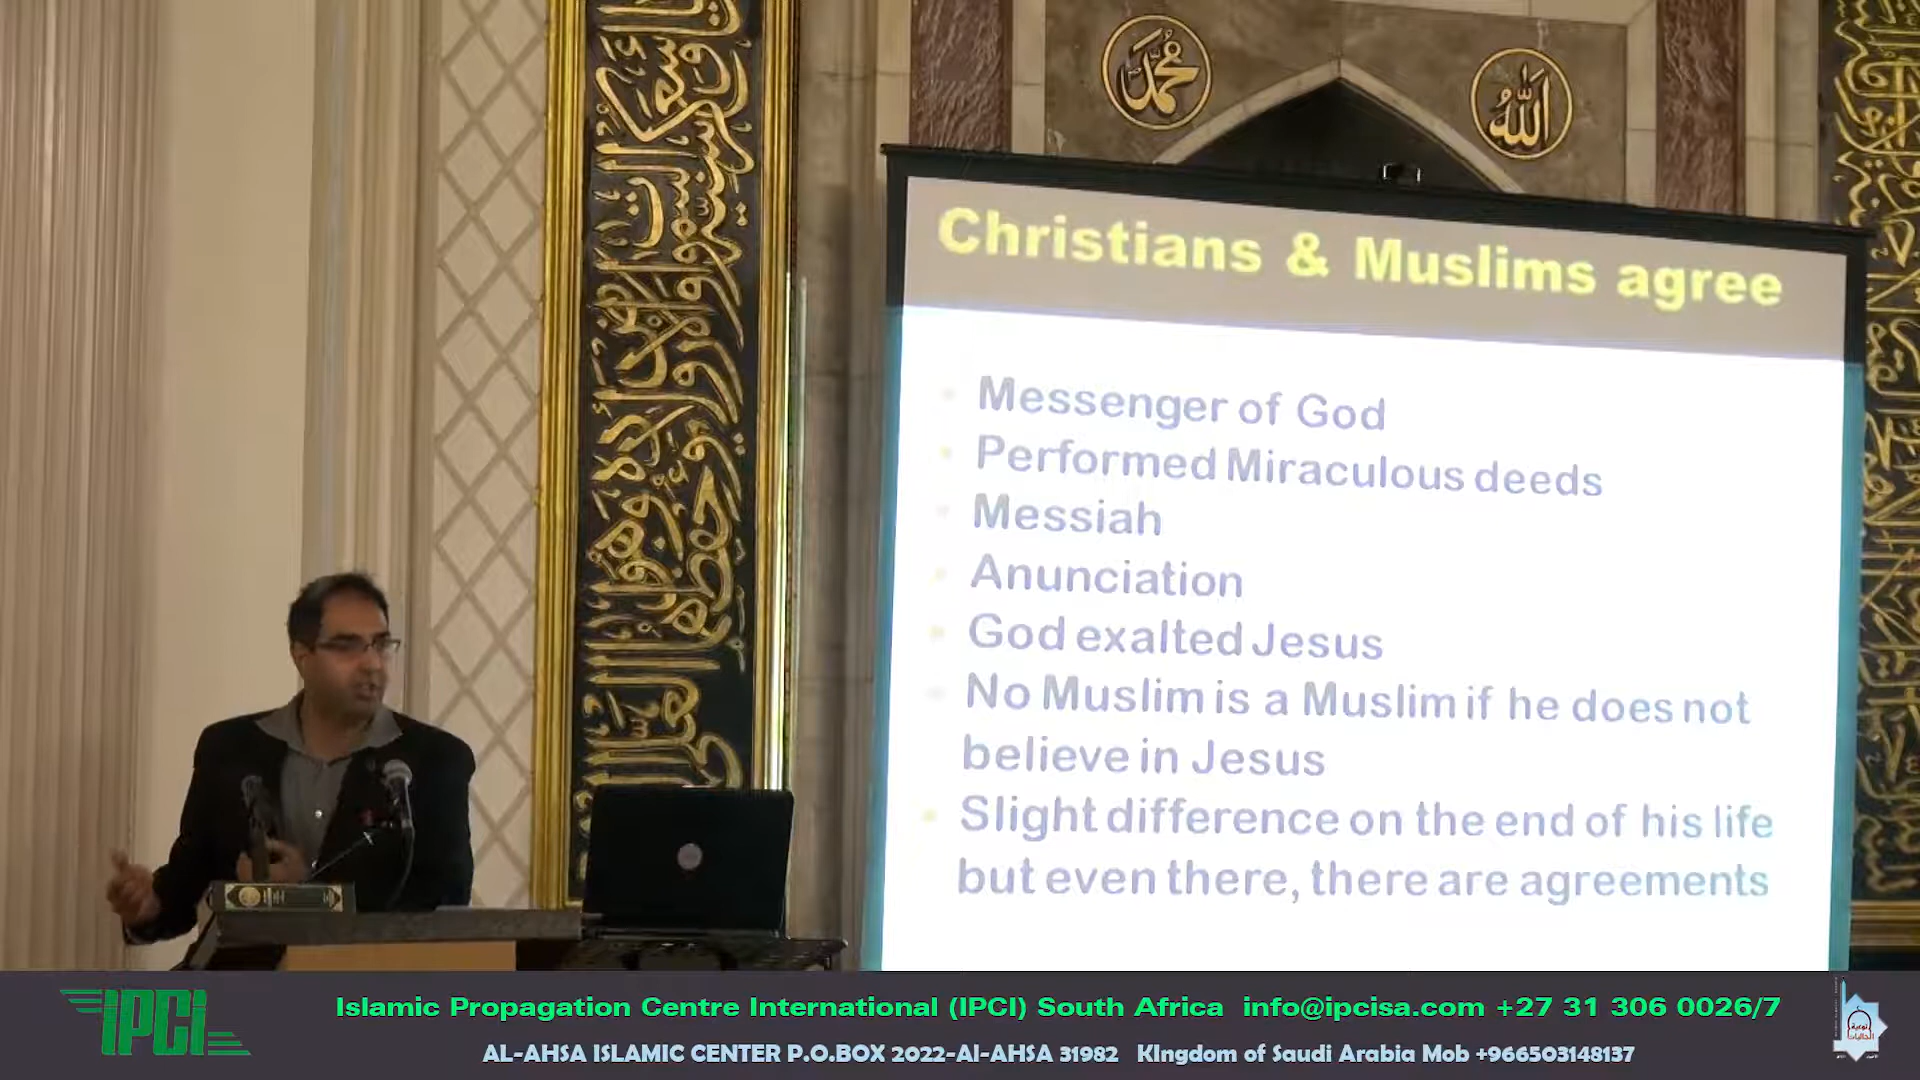 محمد
الله
Christians & Muslims agree
Messenger of God
Performed Miraculous deeds
Messiah
Anunciation
God exalted Jesus
No Muslim is a Muslim if he does not
believe in Jesus
Slight difference on the end of his life
but even there, there are agreements
IPCI
Islamic Propagation Centre International (IPCI) South Africa info@ipcisa.com +27 31 306 0026/7
AL-AHSA ISLAMIC CENTER P.O.BOX 2022-Al-AHSA 31982 KIngdom of Saudi Arabia Mob +966503148137